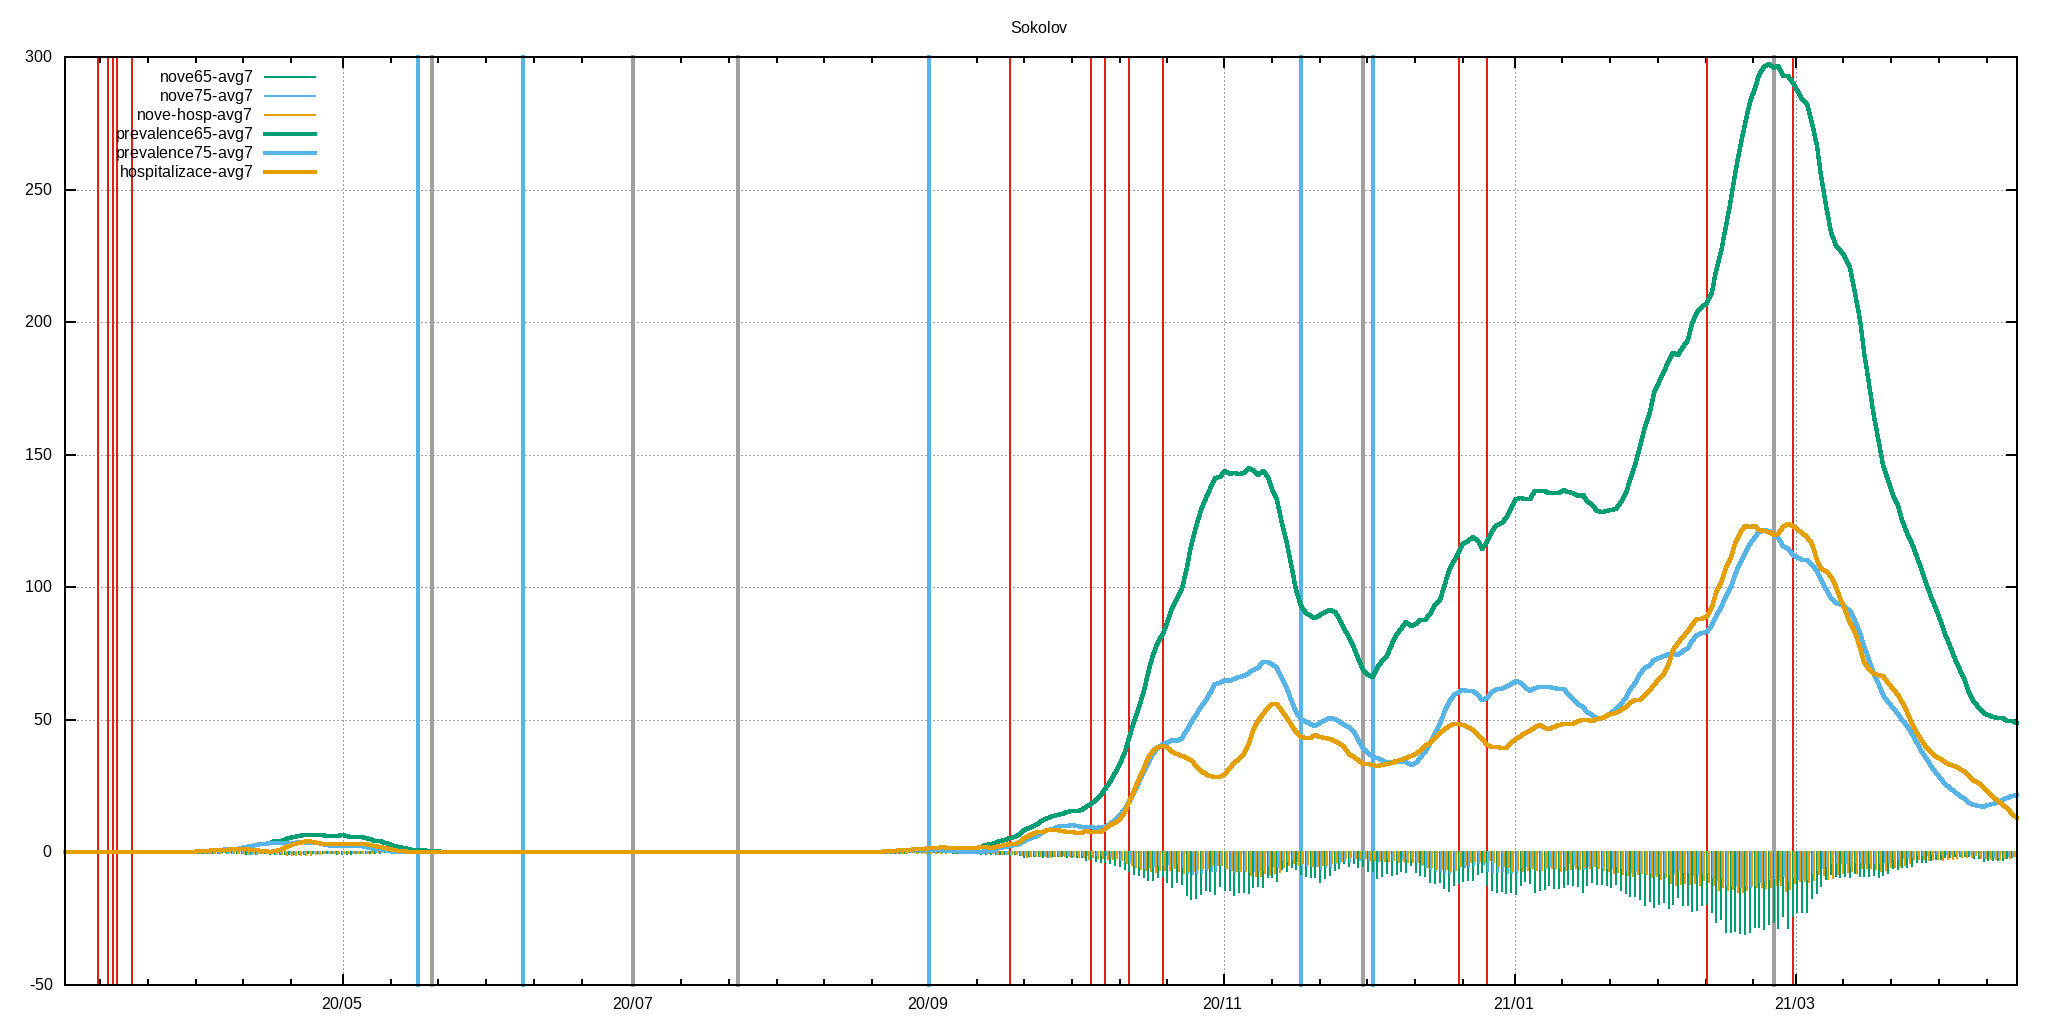 Sokolov
300
250
200
150
100
50
0
-50
nove65-avg7
nove75-avg7
nove-hosp-avg7
prevalence65-avg7
prevalence75-avg7
hospitalizace-avg7
20/05 20/07 20/09 20/11 21/01 21/03